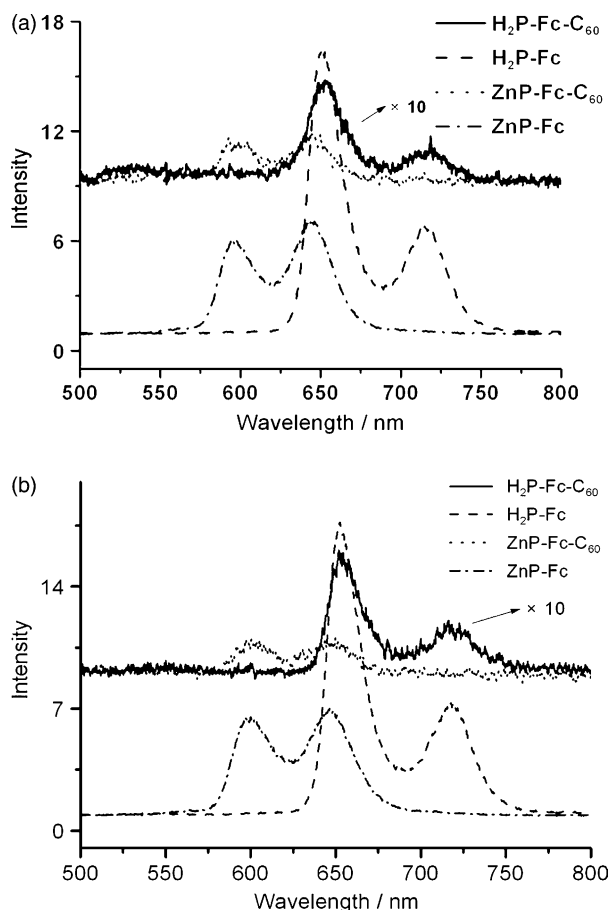 (a)
18
12
6
0
Intensity
H₂P-Fc-C₆₀
H₂P-Fc
ZnP-Fc-C₆₀
ZnP-Fc
× 10
500 550 600 650 700 750 800
Wavelength / nm
(b)
14
7
0
Intensity
H₂P-Fc-C₆₀
H₂P-Fc
ZnP-Fc-C₆₀
ZnP-Fc
× 10
500 550 600 650 700 750 800
Wavelength / nm